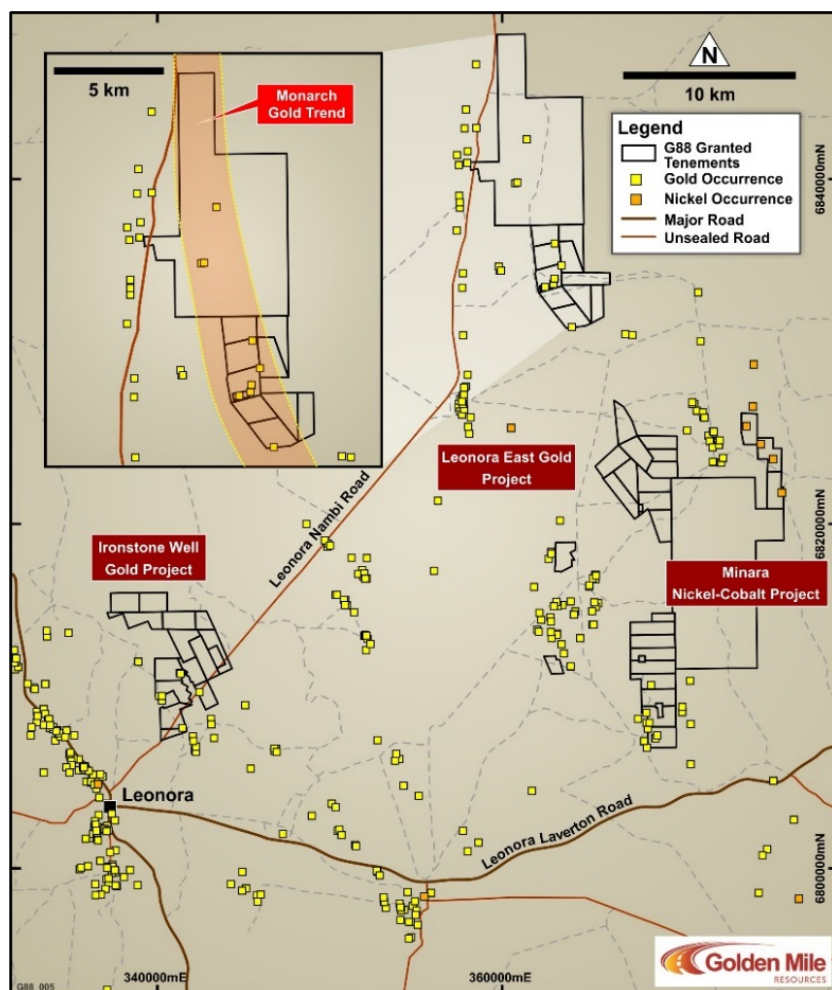 5 km
Monarch
Gold Trend
N
10 km
Legend
G88 Granted
Tenements
Gold Occurrence
Nickel Occurrence
Major Road
Unsealed Road
6840000mN
Leonora East Gold
Project
Leonora Nambi Road
6820000mN
Ironstone Well
Gold Project
Minara
Nickel-Cobalt Project
Leonora
Leonora Laverton Road
6800000mN
340000mE
360000mE
G88_005
Golden Mile
RESOURCES